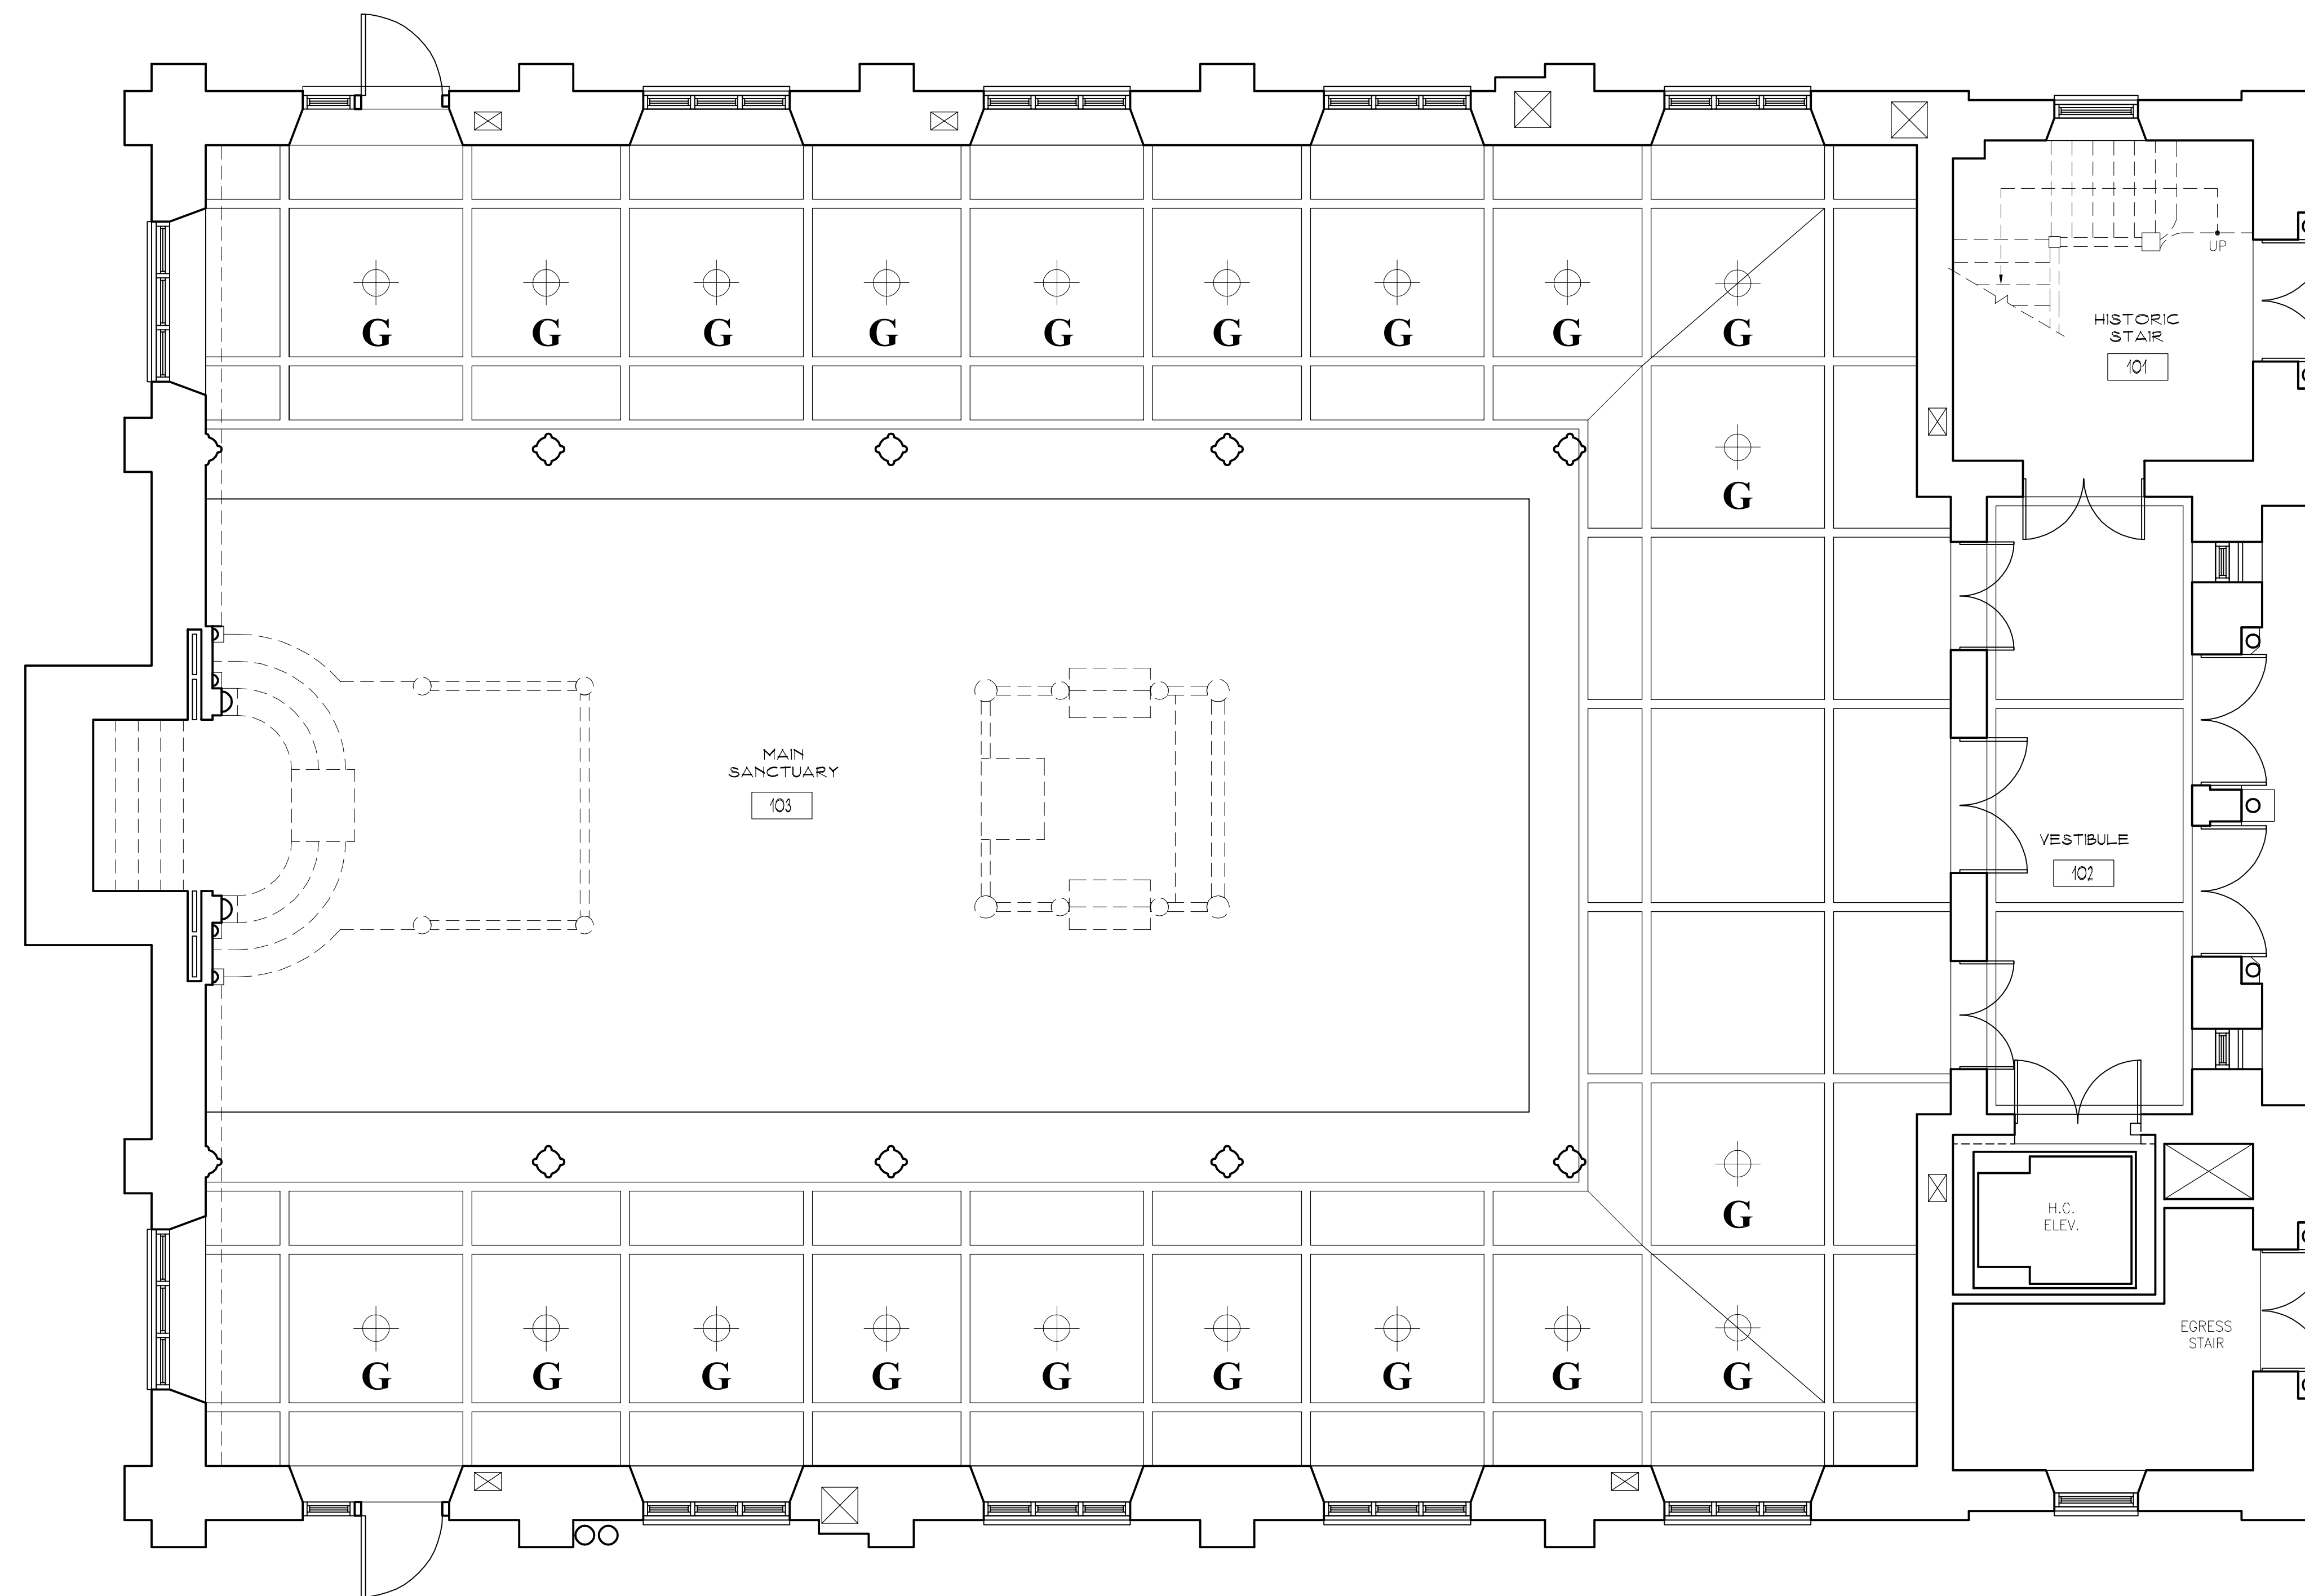 G G G G G G G G G
UP
HISTORIC
STAIR
101
G
MAIN
SANCTUARY
103
VESTIBULE
102
G
H.C.
ELEV.
EGRESS
STAIR
G G G G G G G G G